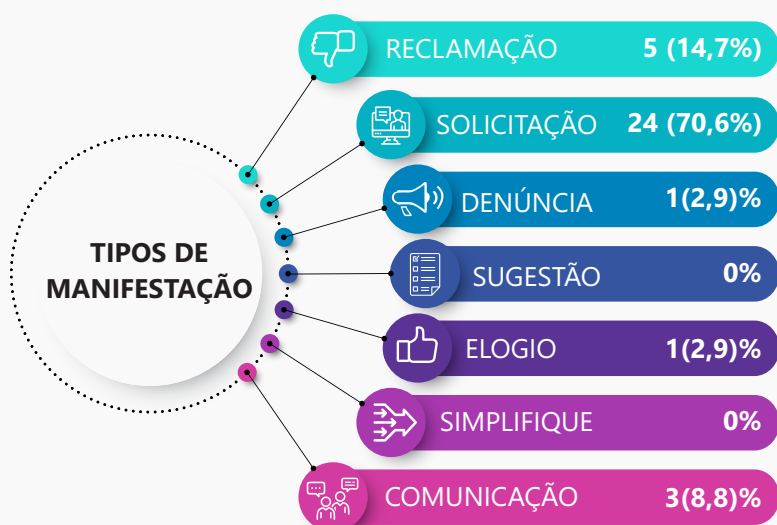 RECLAMAÇÃO 5 (14,7%)
SOLICITAÇÃO 24 (70,6%)
DENÚNCIA 1(2,9)%
TIPOS DE
MANIFESTAÇÃO
SUGESTÃO 0%
ELOGIO 1(2,9)%
SIMPLIFIQUE 0%
COMUNICAÇÃO 3(8,8)%